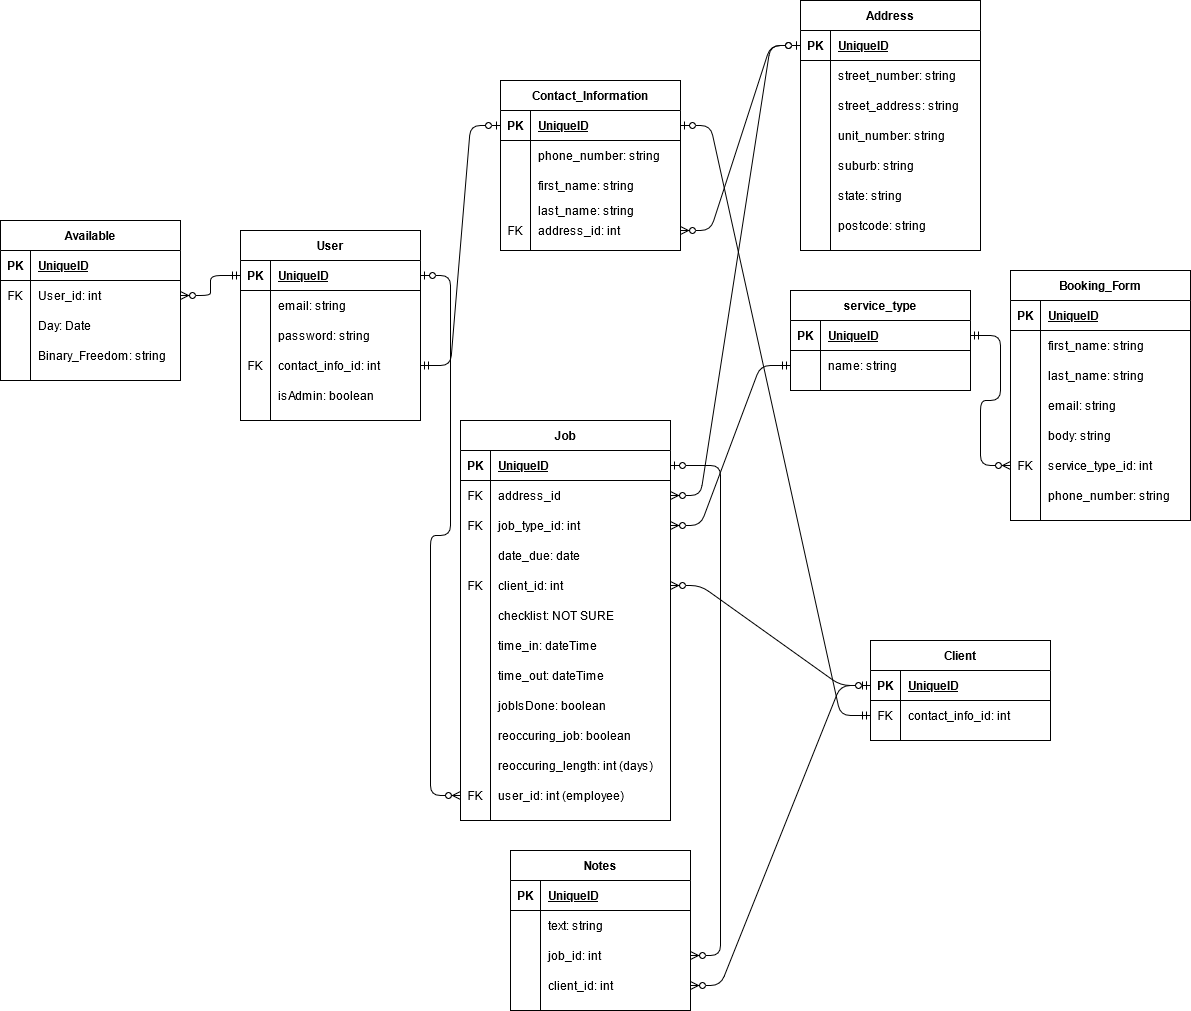 Address
PK UniqueID
street_number: string
street_address: string
unit_number: string
suburb: string
state: string
postcode: string
Contact_Information
PK UniqueID
phone_number: string
first_name: string
last_name: string
FK address_id: int
Available
PK UniqueID
FK User_id: int
Day: Date
Binary_Freedom: string
User
PK UniqueID
email: string
password: string
FK contact_info_id: int
isAdmin: boolean
service_type
PK UniqueID
name: string
Booking_Form
PK UniqueID
first_name: string
last_name: string
email: string
body: string
FK service_type_id: int
phone_number: string
Job
PK UniqueID
FK address_id
FK job_type_id: int
date_due: date
FK client_id: int
checklist: NOT SURE
time_in: dateTime
time_out: dateTime
jobIsDone: boolean
reoccuring_job: boolean
reoccuring_length: int (days)
FK user_id: int (employee)
Client
PK UniqueID
FK contact_info_id: int
Notes
PK UniqueID
text: string
job_id: int
client_id: int